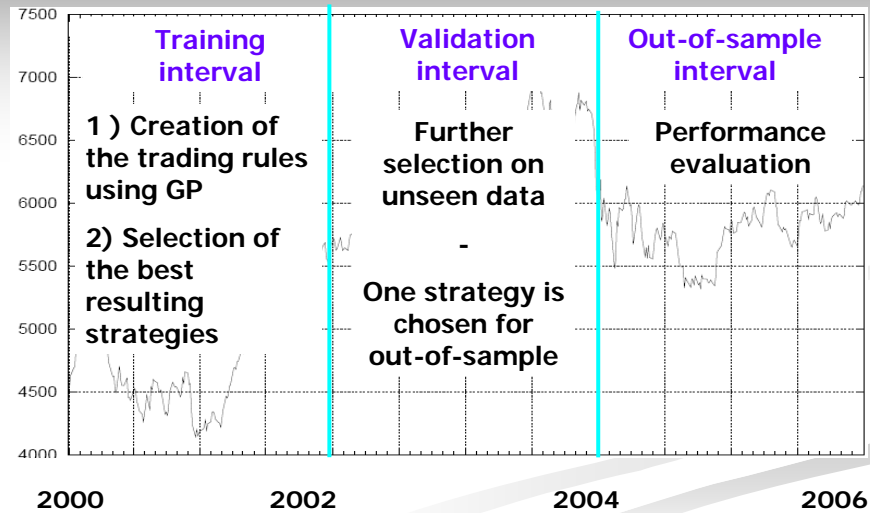 7500
7000
6500
6000
5500
5000
4500
4000
Training
interval
1 ) Creation of
the trading rules
using GP
2) Selection of
the best
resulting
strategies
Validation
interval
Further
selection on
unseen data
-
One strategy is
chosen for
out-of-sample
Out-of-sample
interval
Performance
evaluation
2000
2002
2004
2006